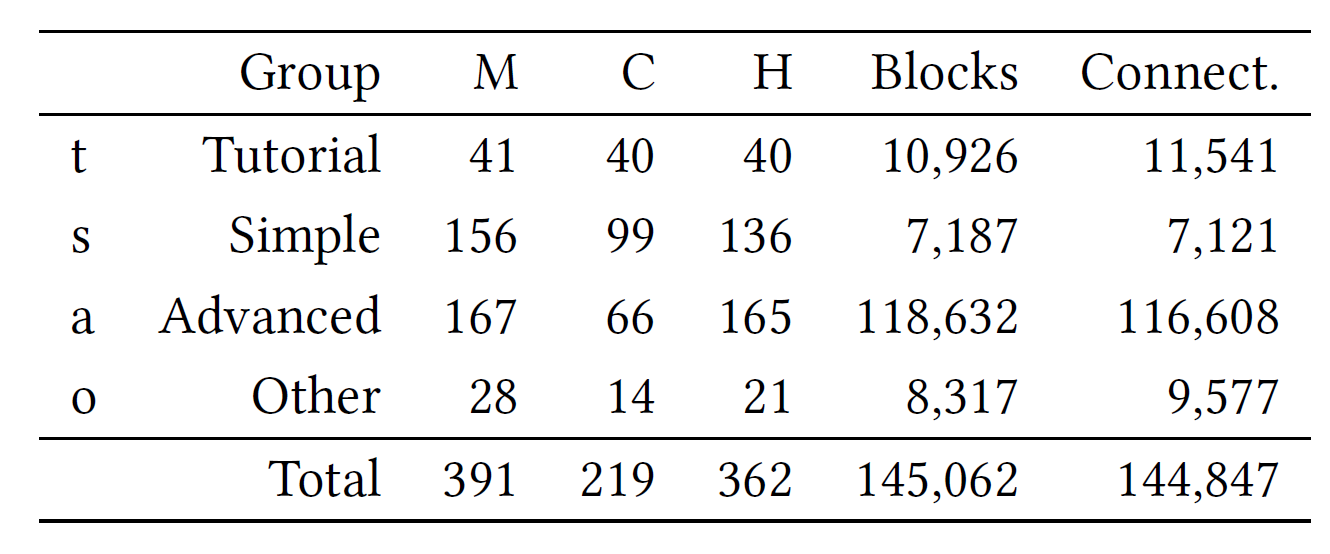 Group M C H Blocks Connect.
t Tutorial 41 40 40 10,926 11,541
s Simple 156 99 136 7,187 7,121
a Advanced 167 66 165 118,632 116,608
o Other 28 14 21 8,317 9,577
Total 391 219 362 145,062 144,847